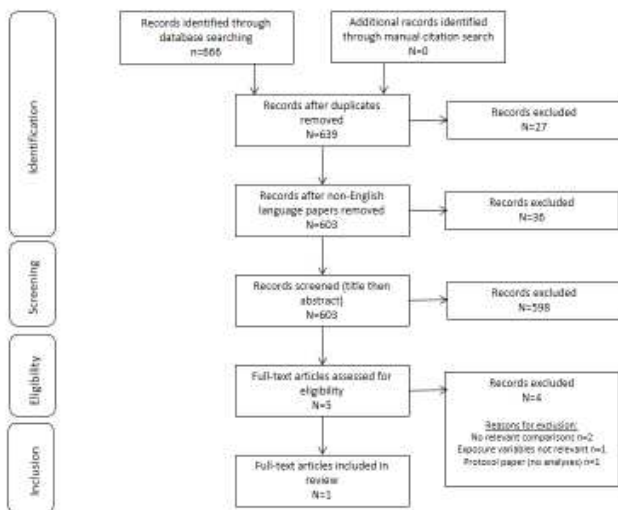 Records identified through
database searching
n=666
Additional records identified
through manual citation search
N=0
Identification
Records after duplicates
removed
N=639
Records excluded
N=27
Records after non-English
language papers removed
N=603
Records excluded
N=36
Screening
Records screened (title then
abstract)
N=603
Records excluded
N=598
Eligibility
Full-text articles assessed for
eligibility
N=5
Records excluded
N=4
Reasons for exclusion:
No relevant comparisons n=2
Exposure variables not relevant n=1
Protocol paper (no analyses) n=1
Inclusion
Full-text articles included in
review
N=1